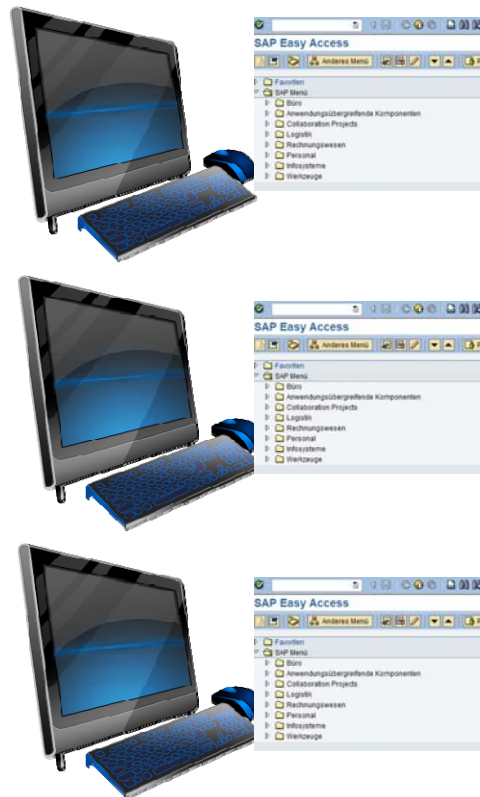 SAP Easy Access
Anderes Menü
Favoriten
SAP Menü
Büro
Anwendungsübergreifende Komponenten
Collaboration Projects
Logistik
Rechnungswesen
Personal
Infosysteme
Werkzeuge
SAP Easy Access
Anderes Menü
Favoriten
SAP Menü
Büro
Anwendungsübergreifende Komponenten
Collaboration Projects
Logistik
Rechnungswesen
Personal
Infosysteme
Werkzeuge
SAP Easy Access
Anderes Menü
Favoriten
SAP Menü
Büro
Anwendungsübergreifende Komponenten
Collaboration Projects
Logistik
Rechnungswesen
Personal
Infosysteme
Werkzeuge